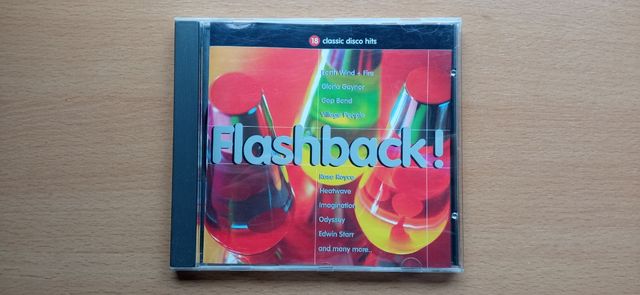 18 classic disco hits
Earth Wind + Fire
Gloria Gaynor
Gap Band
Village People
Flashback!
Rose Royce
Heatwave
Imagination
Odyssey
Edwin Starr
and many more..